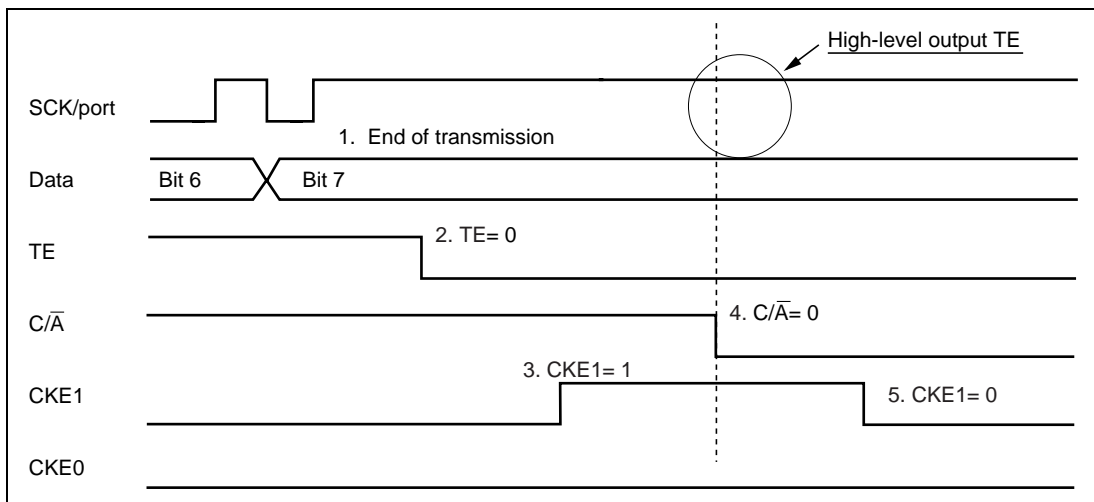 High-level output TE
SCK/port
1. End of transmission
Data
Bit 6
Bit 7
TE
2. TE= 0
C/A̅
4. C/A̅= 0
3. CKE1= 1
CKE1
5. CKE1= 0
CKE0